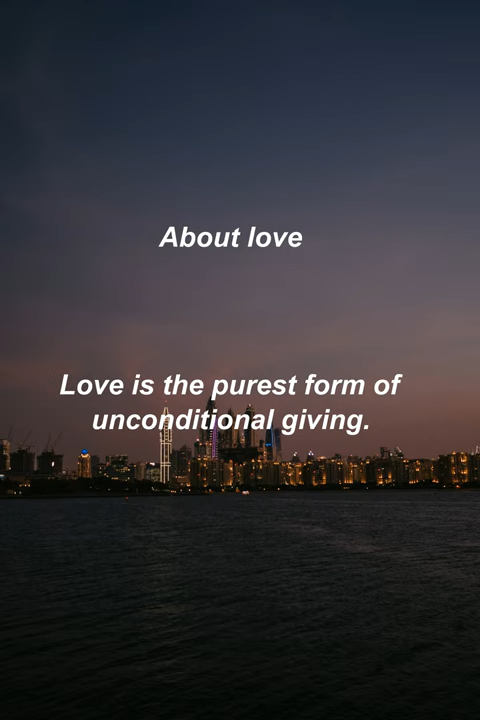 About love
Love is the purest form of
unconditional giving.